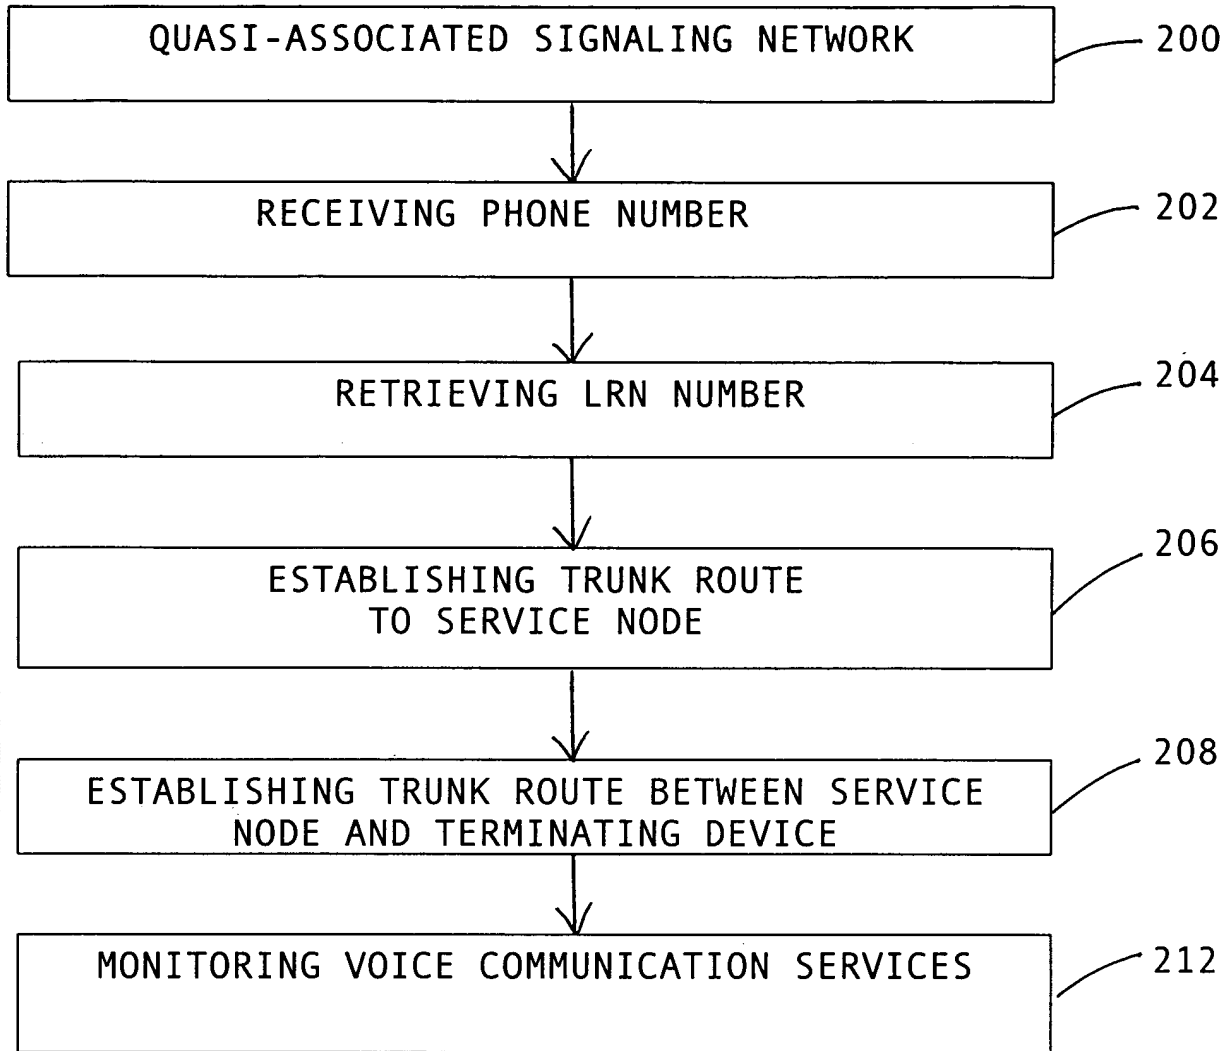 QUASI-ASSOCIATED SIGNALING NETWORK
200
RECEIVING PHONE NUMBER
202
RETRIEVING LRN NUMBER
204
ESTABLISHING TRUNK ROUTE
TO SERVICE NODE
206
ESTABLISHING TRUNK ROUTE BETWEEN SERVICE
NODE AND TERMINATING DEVICE
208
MONITORING VOICE COMMUNICATION SERVICES
212